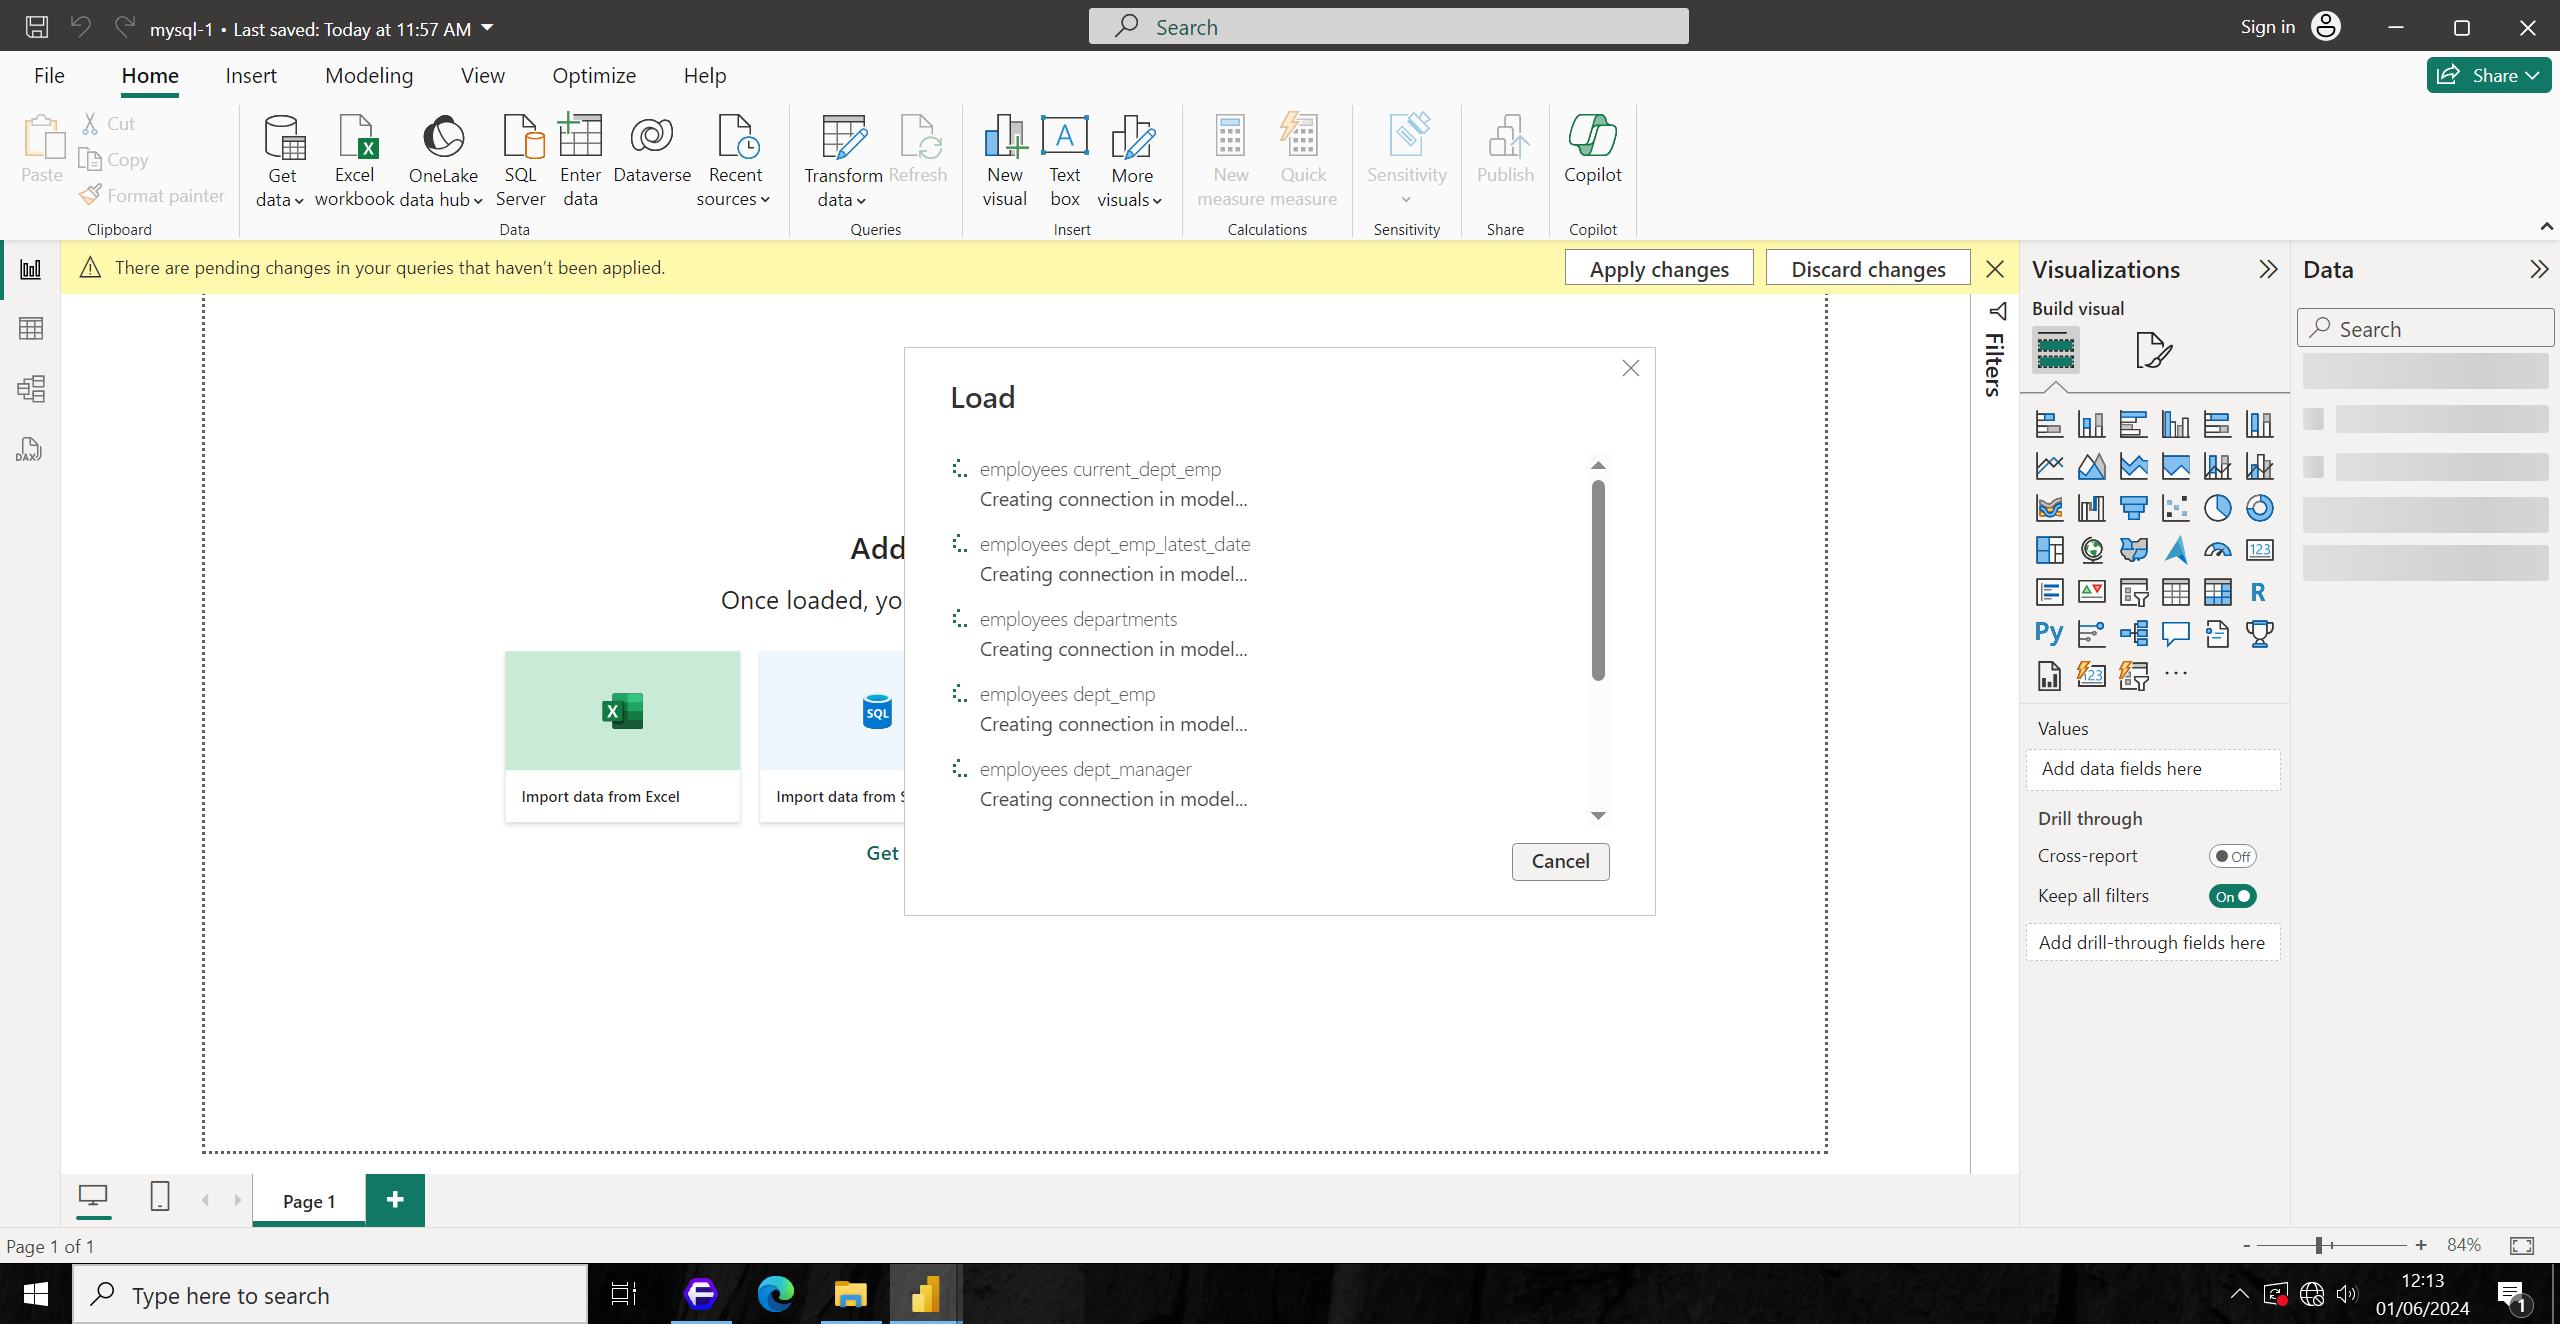 mysql-1 • Last saved: Today at 11:57 AM
Search
Sign in
File
Home
Insert
Modeling
View
Optimize
Help
Share
Paste
Cut
Copy
Format painter
Clipboard
Get data
Excel workbook
OneLake data hub
SQL Server
Enter data
Dataverse
Recent sources
Data
Transform data
Refresh
Queries
New visual
Text box
More visuals
Insert
New measure
Quick measure
Calculations
Sensitivity
Sensitivity
Publish
Share
Copilot
Copilot
There are pending changes in your queries that haven't been applied.
Apply changes
Discard changes
DAX
Add
Once loaded, yo
SQL
Import data from Excel
Import data from S
Get
Load
employees current_dept_emp
Creating connection in model...
employees dept_emp_latest_date
Creating connection in model...
employees departments
Creating connection in model...
employees dept_emp
Creating connection in model...
employees dept_manager
Creating connection in model...
Cancel
Filters
Visualizations
Build visual
123
R
Py
123
Values
Add data fields here
Drill through
Cross-report
Off
Keep all filters
On
Add drill-through fields here
Data
Search
Page 1
Page 1 of 1
- + 84%
Type here to search
12:13
01/06/2024
1